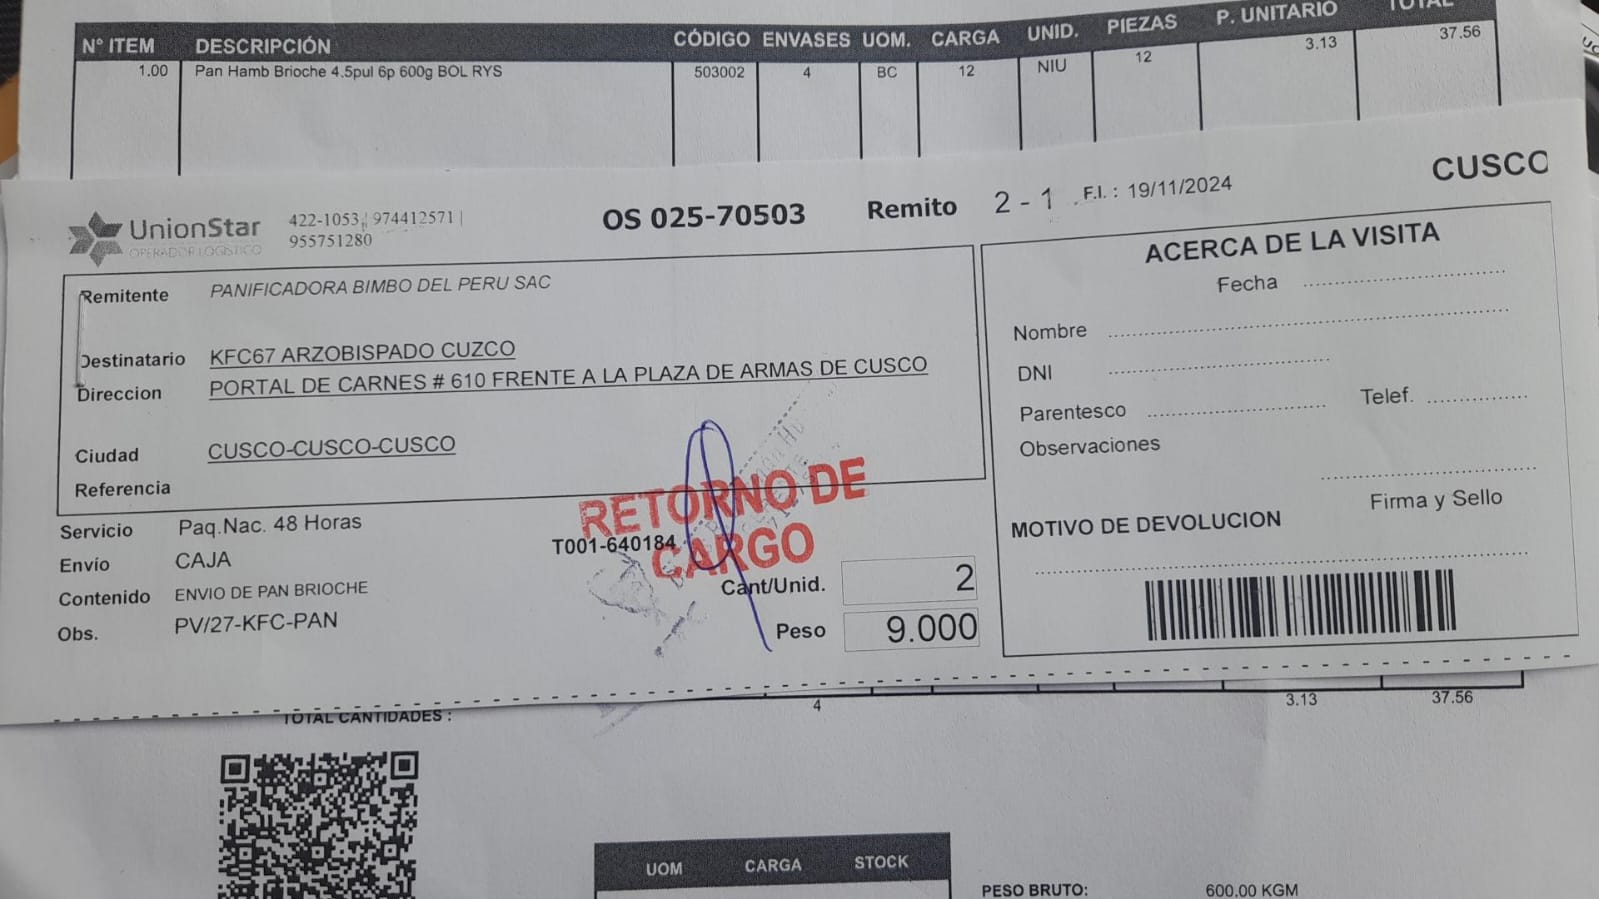 N° ITEM DESCRIPCIÓN CÓDIGO ENVASES UOM. CARGA UNID. PIEZAS P. UNITARIO TOTAL
1.00 Pan Hamb Brioche 4.5pul 6p 600g BOL RYS 503002 4 BC 12 NIU 12 3.13 37.56
CUSCO
UnionStar
OPERADOR LOGISTICO
422-1053, | 974412571 |
955751280
OS 025-70503 Remito 2 - 1 F.I. : 19/11/2024
Remitente PANIFICADORA BIMBO DEL PERU SAC
Destinatario KFC67 ARZOBISPADO CUZCO
Direccion PORTAL DE CARNES # 610 FRENTE A LA PLAZA DE ARMAS DE CUSCO
Ciudad CUSCO-CUSCO-CUSCO
Referencia
Servicio Paq.Nac. 48 Horas
Envío CAJA
Contenido ENVIO DE PAN BRIOCHE
Obs. PV/27-KFC-PAN
RETORNO DE
CARGO
T001-640184
Cant/Unid. 2
Peso 9.000
ACERCA DE LA VISITA
Fecha
Nombre
DNI
Parentesco Telef.
Observaciones
Firma y Sello
MOTIVO DE DEVOLUCION
TOTAL CANTIDADES : 4 3.13 37.56
UOM CARGA STOCK
PESO BRUTO: 600.00 KGM